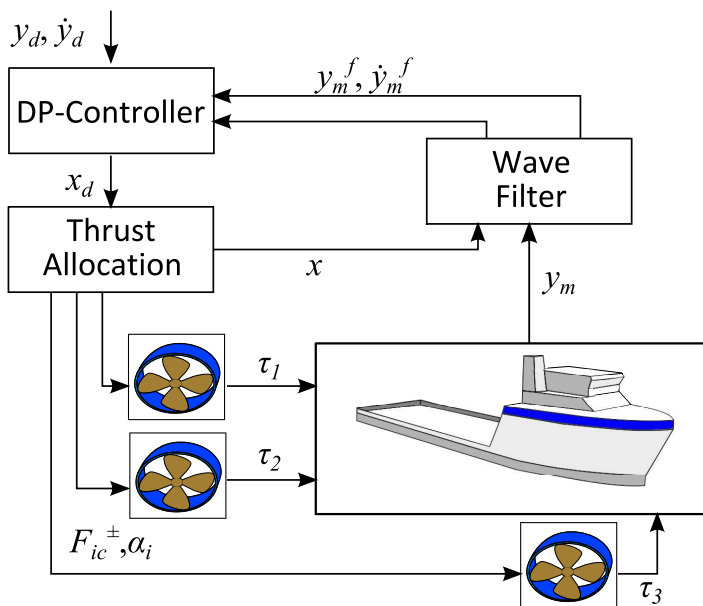 y_d, ẏ_d
y_m^f, ẏ_m^f
DP-Controller
Wave
Filter
x_d
Thrust
Allocation
x
y_m
τ_1
τ_2
F_ic^±,α_i
τ_3